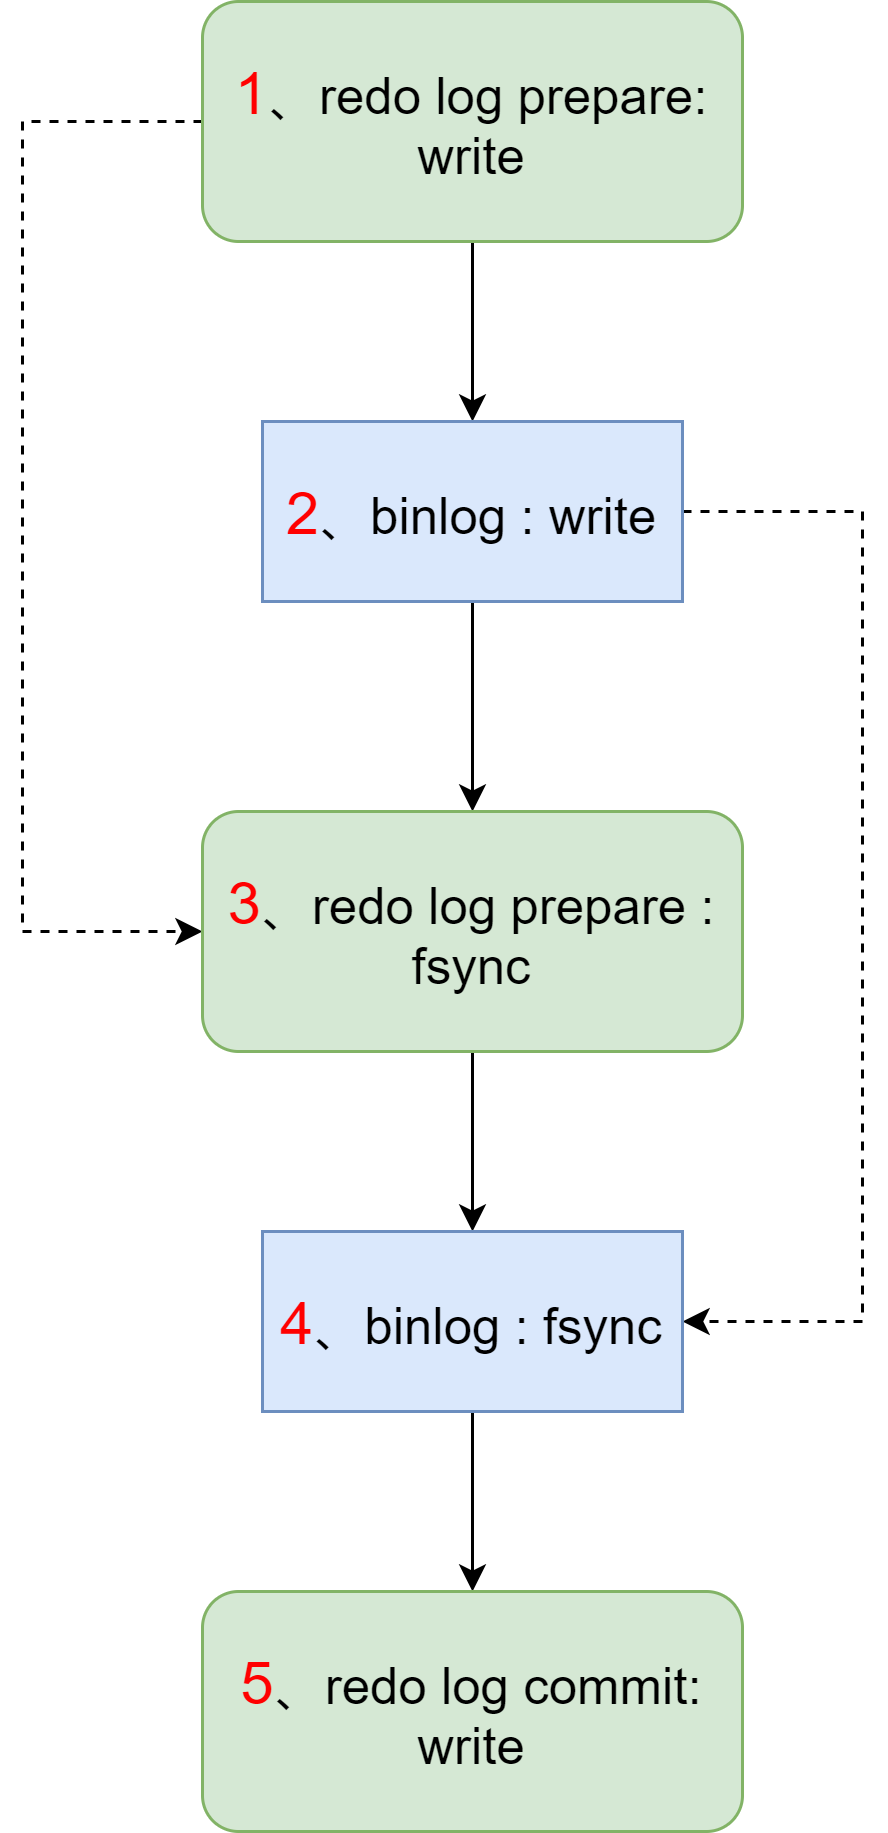 1、redo log prepare:
write
2、binlog : write
3、redo log prepare :
fsync
4、binlog : fsync
5、redo log commit:
write